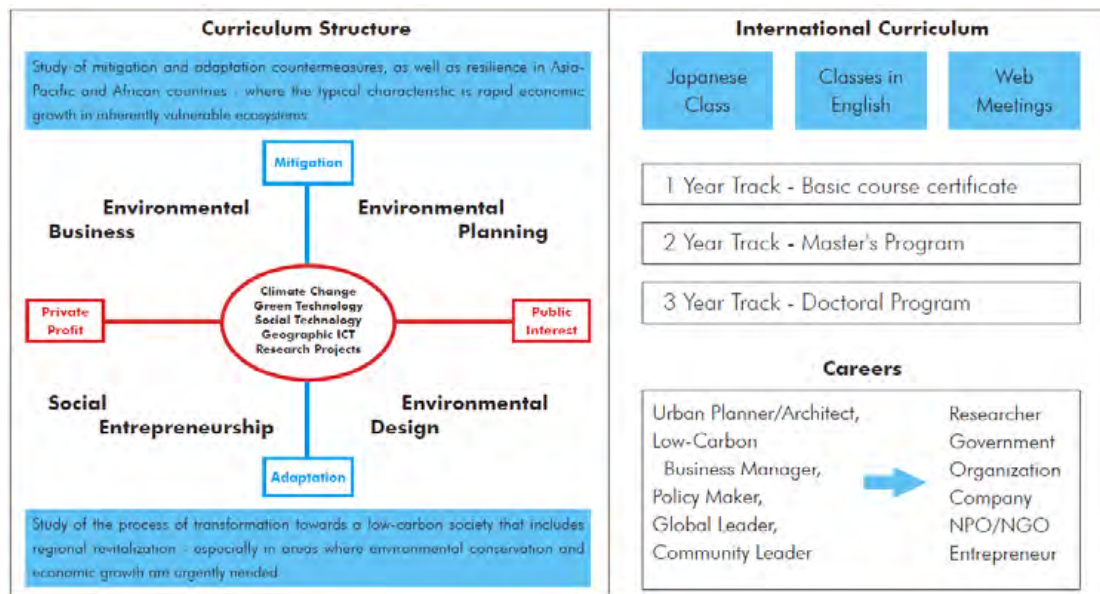 Curriculum Structure
Study of mitigation and adaptation countermeasures, as well as resilience in Asia-
Pacific and African countries - where the typical characteristic is rapid economic
growth in inherently vulnerable ecosystems
Mitigation
Environmental
Business
Environmental
Planning
Private
Profit
Climate Change
Green Technology
Social Technology
Geographic ICT
Research Projects
Public
Interest
Social
Entrepreneurship
Environmental
Design
Adaptation
Study of the process of transformation towards a low-carbon society that includes
regional revitalization - especially in areas where environmental conservation and
economic growth are urgently needed
International Curriculum
Japanese
Class
Classes in
English
Web
Meetings
1 Year Track - Basic course certificate
2 Year Track - Master's Program
3 Year Track - Doctoral Program
Careers
Urban Planner/Architect,
Low-Carbon
Business Manager,
Policy Maker,
Global Leader,
Community Leader
Researcher
Government
Organization
Company
NPO/NGO
Entrepreneur